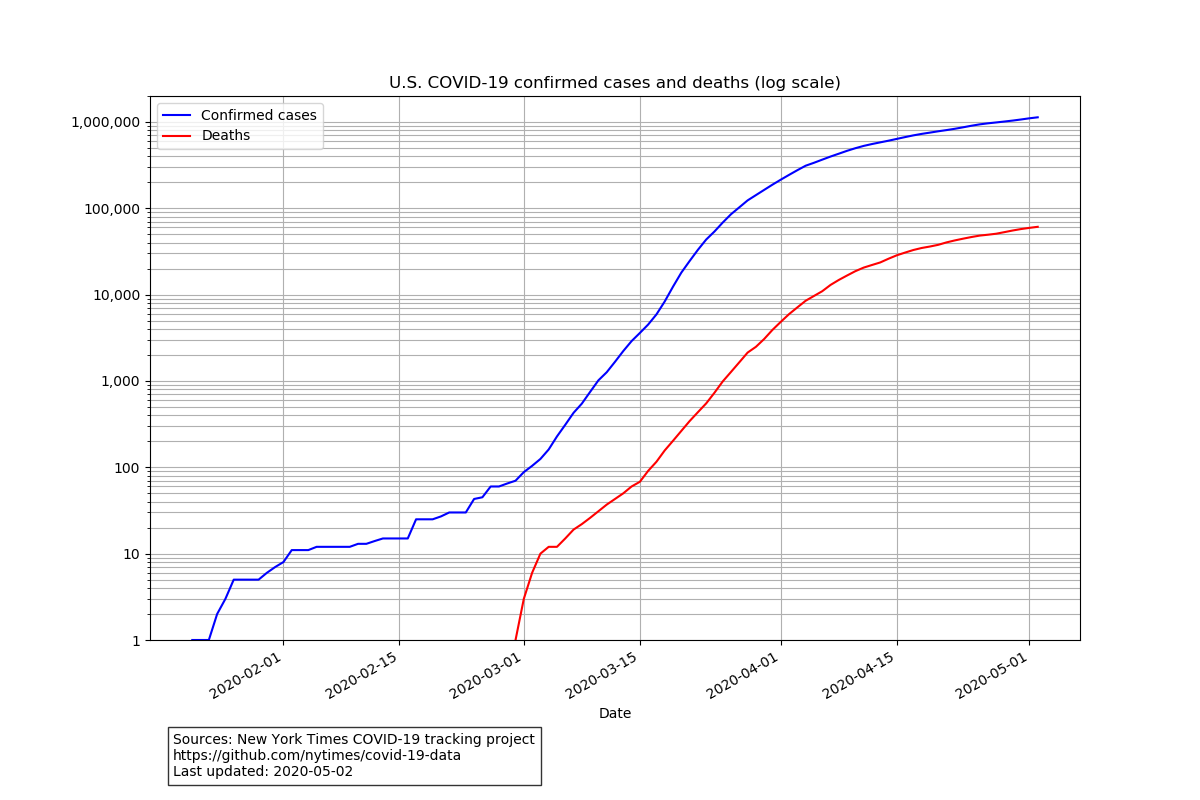 U.S. COVID-19 confirmed cases and deaths (log scale)
Confirmed cases
Deaths
1,000,000
100,000
10,000
1,000
100
10
1
2020-02-01
2020-02-15
2020-03-01
2020-03-15
2020-04-01
2020-04-15
2020-05-01
Date
Sources: New York Times COVID-19 tracking project
https://github.com/nytimes/covid-19-data
Last updated: 2020-05-02